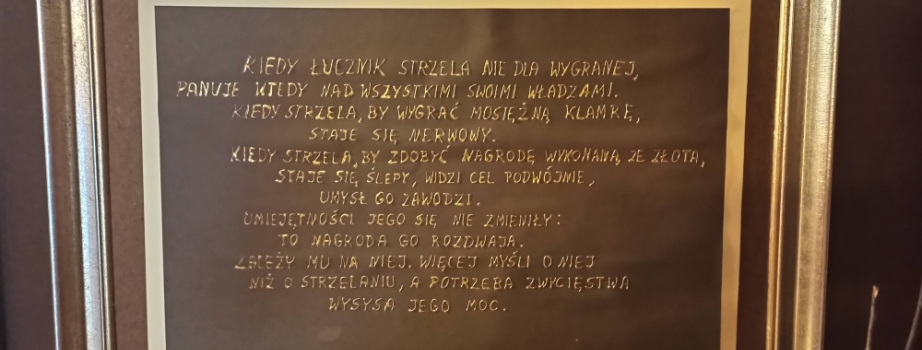 KIEDY ŁUCZNIK STRZELA NIE DLA WYGRANEJ,
PANUJE WTEDY NAD WSZYSTKIMI SWOIMI WŁADZAMI.
KIEDY STRZELA, BY WYGRAĆ MOSIĘŻNĄ KLAMKĘ,
STAJE SIĘ NERWOWY.
KIEDY STRZELA, BY ZDOBYĆ NAGRODĘ WYKONANĄ ZE ZŁOTA,
STAJE SIĘ ŚLEPY, WIDZI CEL PODWÓJNIE,
UMYSŁ GO ZAWODZI.
UMIEJĘTNOŚCI JEGO SIĘ NIE ZMIENIŁY:
TO NAGRODA GO ROZDWAJA.
ZALEŻY MU NA NIEJ. WIĘCEJ MYŚLI O NIEJ
NIŻ O STRZELANIU, A POTRZEBA ZWYCIĘSTWA
WYSYSA JEGO MOC.